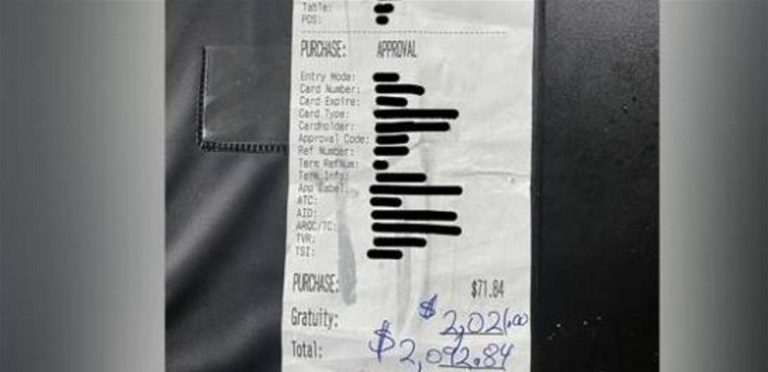 Table:
POS:
PURCHASE: APPROVAL
Entry Mode:
Card Number:
Card Expire:
Card Type:
Cardholder:
Approval Code:
Ref Number:
Term RefNum:
Term Info:
App Label:
ATC:
AID:
ARQC/TC:
TVR:
TSI:
PURCHASE: $71.84
Gratuity: $2,021.00
Total: $2,092.84